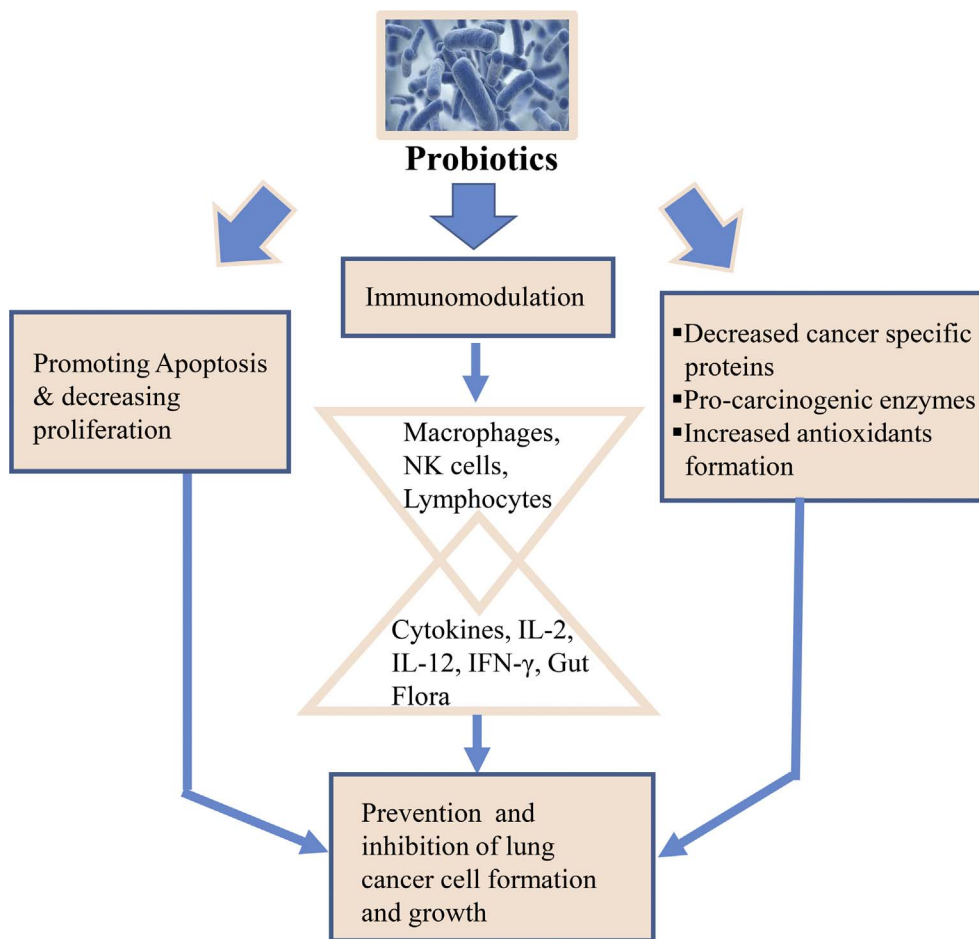 Probiotics
Immunomodulation
Promoting Apoptosis
& decreasing
proliferation
▪Decreased cancer specific
proteins
▪Pro-carcinogenic enzymes
▪Increased antioxidants
formation
Macrophages,
NK cells,
Lymphocytes
Cytokines, IL-2,
IL-12, IFN-γ, Gut
Flora
Prevention and
inhibition of lung
cancer cell formation
and growth